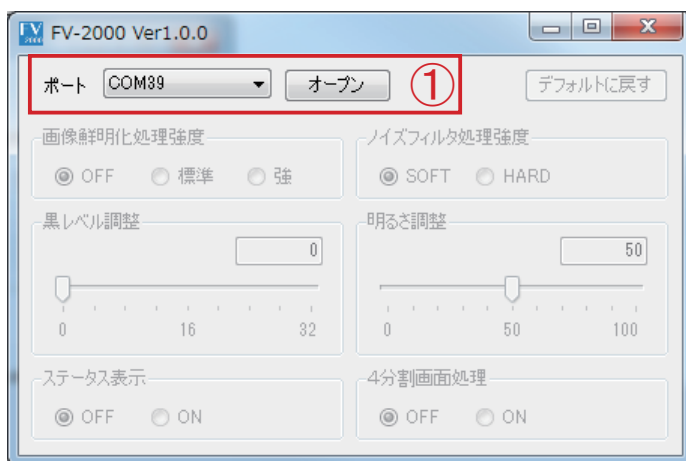 FV 2000 FV-2000 Ver1.0.0
ポート COM39 オープン ① デフォルトに戻す
画像鮮明化処理強度 ノイズフィルタ処理強度
OFF 標準 強 SOFT HARD
黒レベル調整 明るさ調整
0 50
0 16 32 0 50 100
ステータス表示 4分割画面処理
OFF ON OFF ON